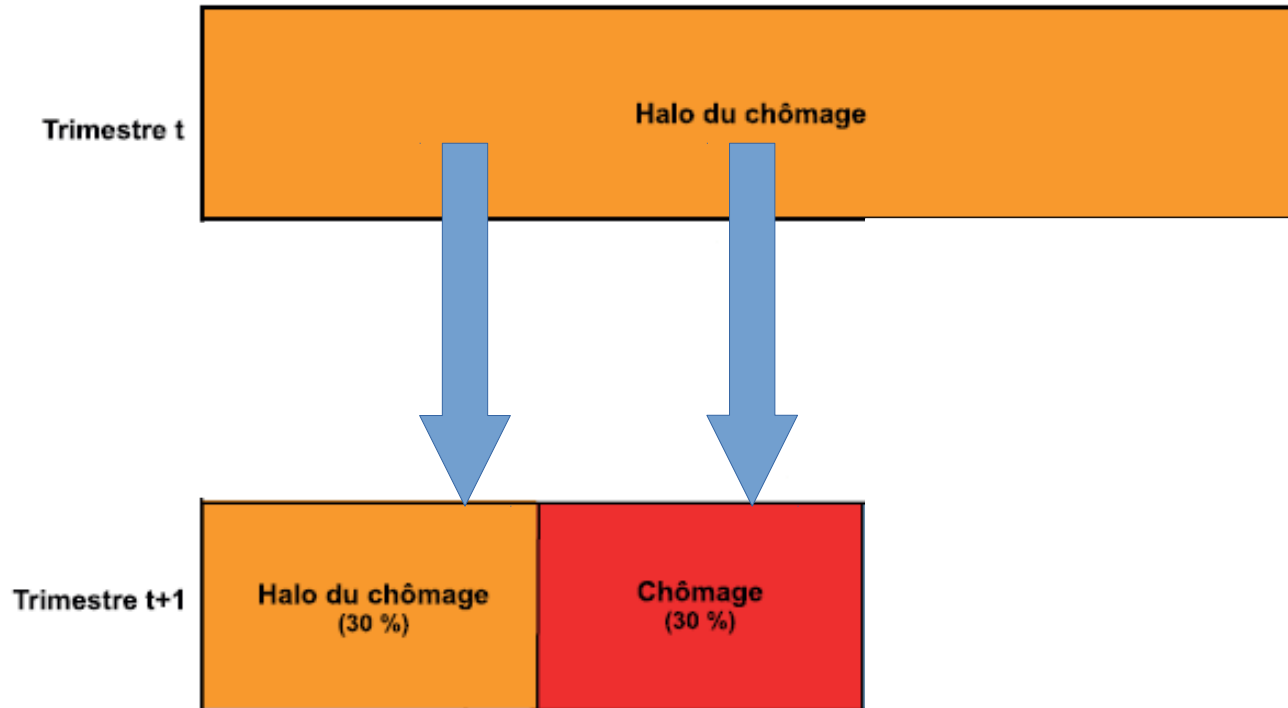 Halo du chômage
Trimestre t
Halo du chômage
(30 %)
Chômage
(30 %)
Trimestre t+1